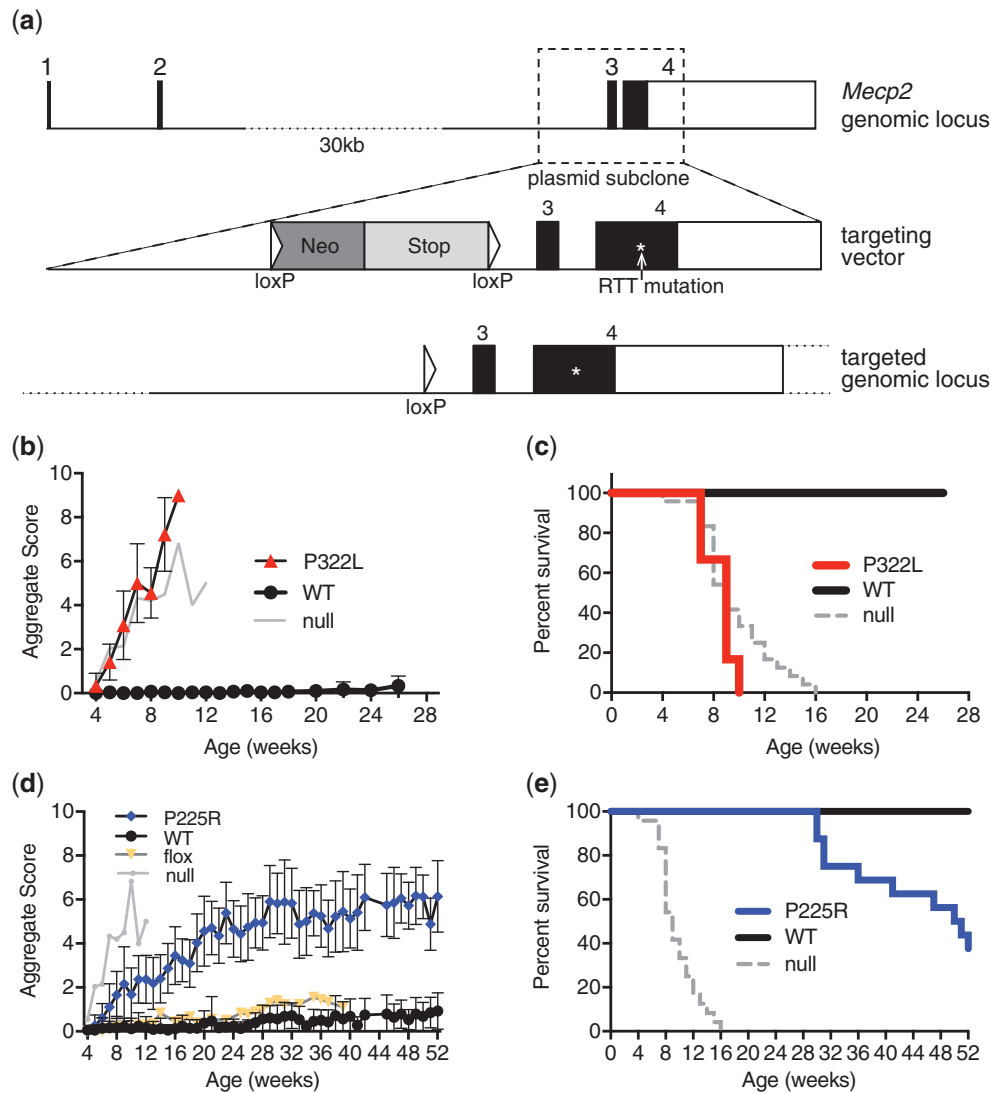 (a)
1 2 3 4
Mecp2
genomic locus
30kb
plasmid subclone
3 4
Neo Stop
*
targeting
vector
loxP loxP RTT mutation
3 4
*
targeted
genomic locus
loxP
(b)
10
8
6
4
2
0
Aggregate Score
P322L
WT
null
4 8 12 16 20 24 28
Age (weeks)
(c)
100
80
60
40
20
0
Percent survival
P322L
WT
null
0 4 8 12 16 20 24 28
Age (weeks)
(d)
10
8
6
4
2
0
Aggregate Score
P225R
WT
flox
null
4 8 12 16 20 24 28 32 36 40 44 48 52
Age (weeks)
(e)
100
80
60
40
20
0
Percent survival
P225R
WT
null
0 4 8 12 16 20 24 28 32 36 40 44 48 52
Age (weeks)